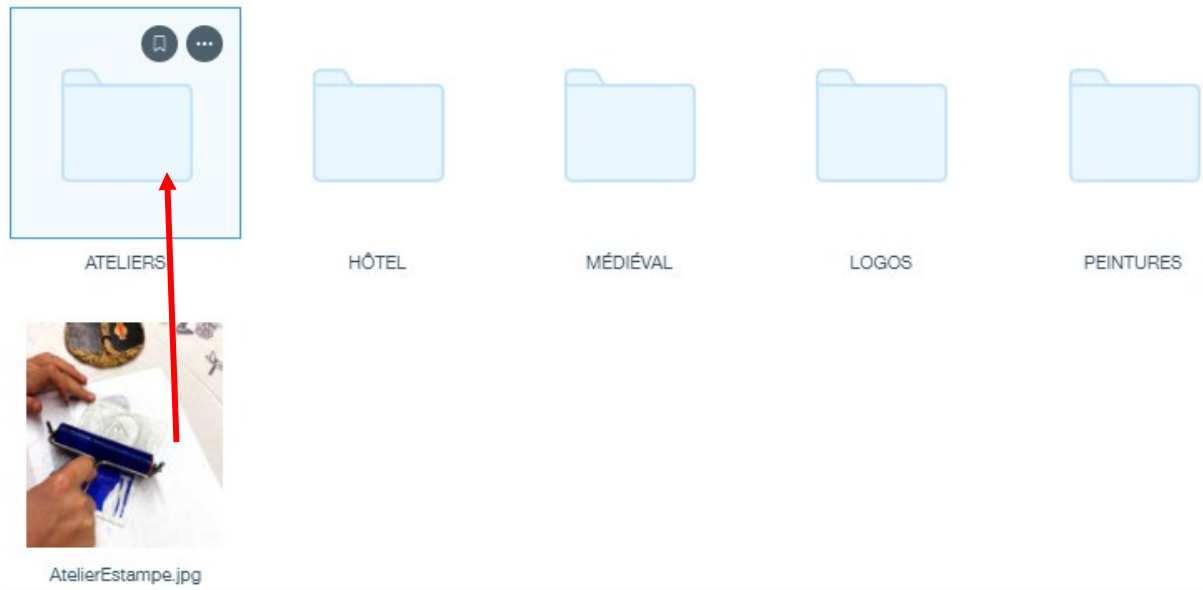 ATELIERS
HÔTEL
MÉDIÉVAL
LOGOS
PEINTURES
AtelierEstampe.jpg